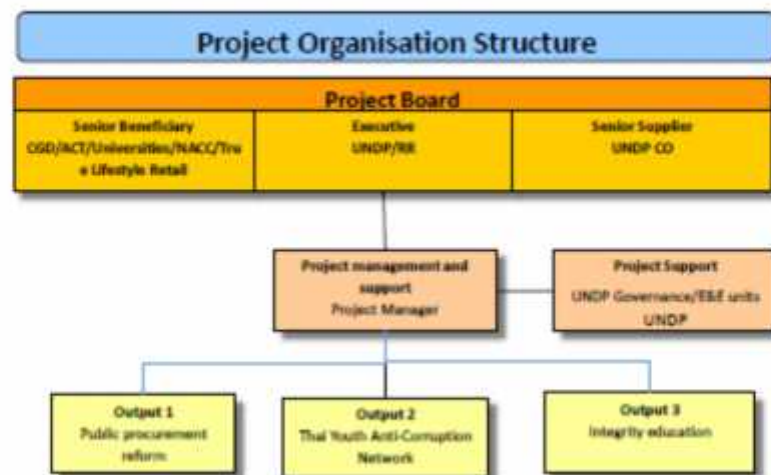 Project Organisation Structure
Project Board
Senior Beneficiary
CGD/ACT/Universities/NACC/Tru
e Lifestyle Retail
Executive
UNDP/RR
Senior Supplier
UNDP CO
Project management and
support
Project Manager
Project Support
UNDP Governance/E&E units
UNDP
Output 1
Public procurement
reform
Output 2
Thai Youth Anti-Corruption
Network
Output 3
Integrity education